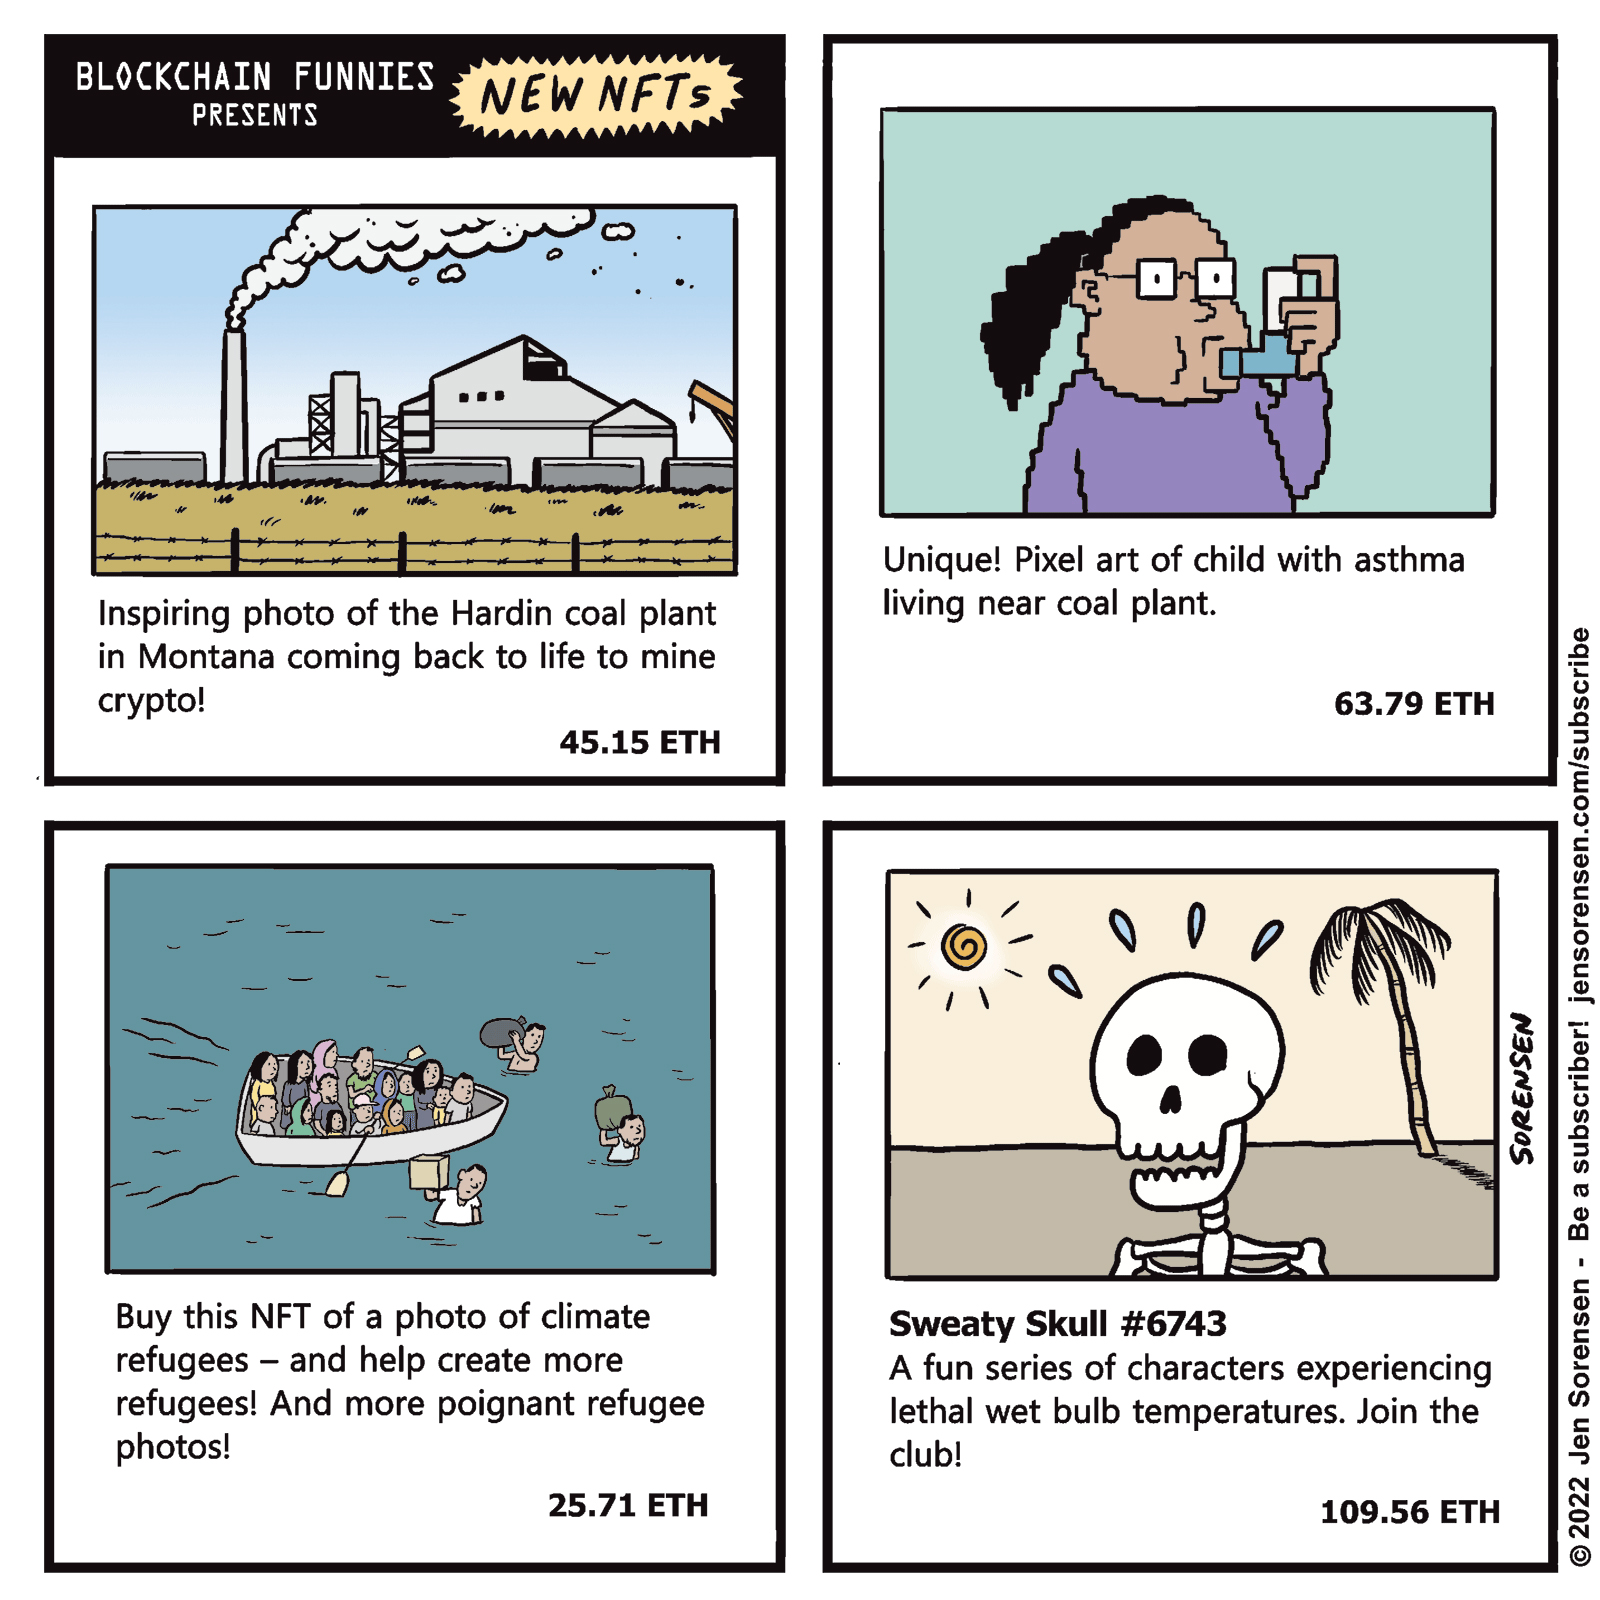 BLOCKCHAIN FUNNIES
PRESENTS
NEW NFTs
Inspiring photo of the Hardin coal plant
in Montana coming back to life to mine
crypto!
45.15 ETH
Unique! Pixel art of child with asthma
living near coal plant.
63.79 ETH
Buy this NFT of a photo of climate
refugees – and help create more
refugees! And more poignant refugee
photos!
25.71 ETH
Sweaty Skull #6743
A fun series of characters experiencing
lethal wet bulb temperatures. Join the
club!
109.56 ETH
SORENSEN
©2022 Jen Sorensen - Be a subscriber! jensorensen.com/subscribe